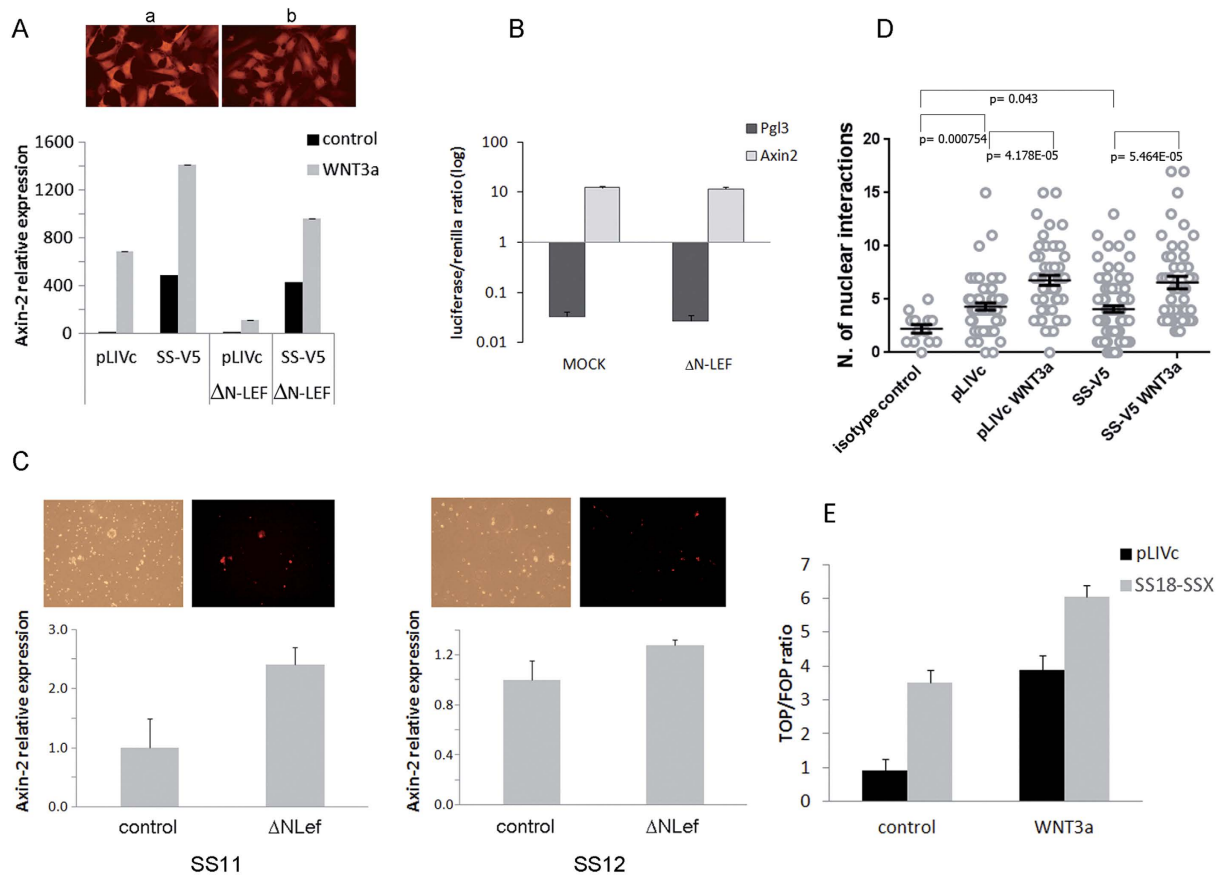 A
a
b
Axin-2 relative expression
1600
1200
800
400
0
control
WNT3a
pLIVc
SS-V5
pLIVc
SS-V5
ΔN-LEF
ΔN-LEF
B
luciferase/renilla ratio (log)
100
10
1
0.1
0.01
Pgl3
Axin2
MOCK
ΔN-LEF
D
p= 0.043
p= 0.000754
p= 4.178E-05
p= 5.464E-05
N. of nuclear interactions
20
15
10
5
0
isotype control
pLIVc
pLIVc WNT3a
SS-V5
SS-V5 WNT3a
C
Axin-2 relative expression
3.0
2.0
1.0
0.0
control
ΔNLef
SS11
Axin-2 relative expression
1.2
0.8
0.4
0.0
control
ΔNLef
SS12
E
pLIVc
SS18-SSX
TOP/FOP ratio
7
6
5
4
3
2
1
0
control
WNT3a